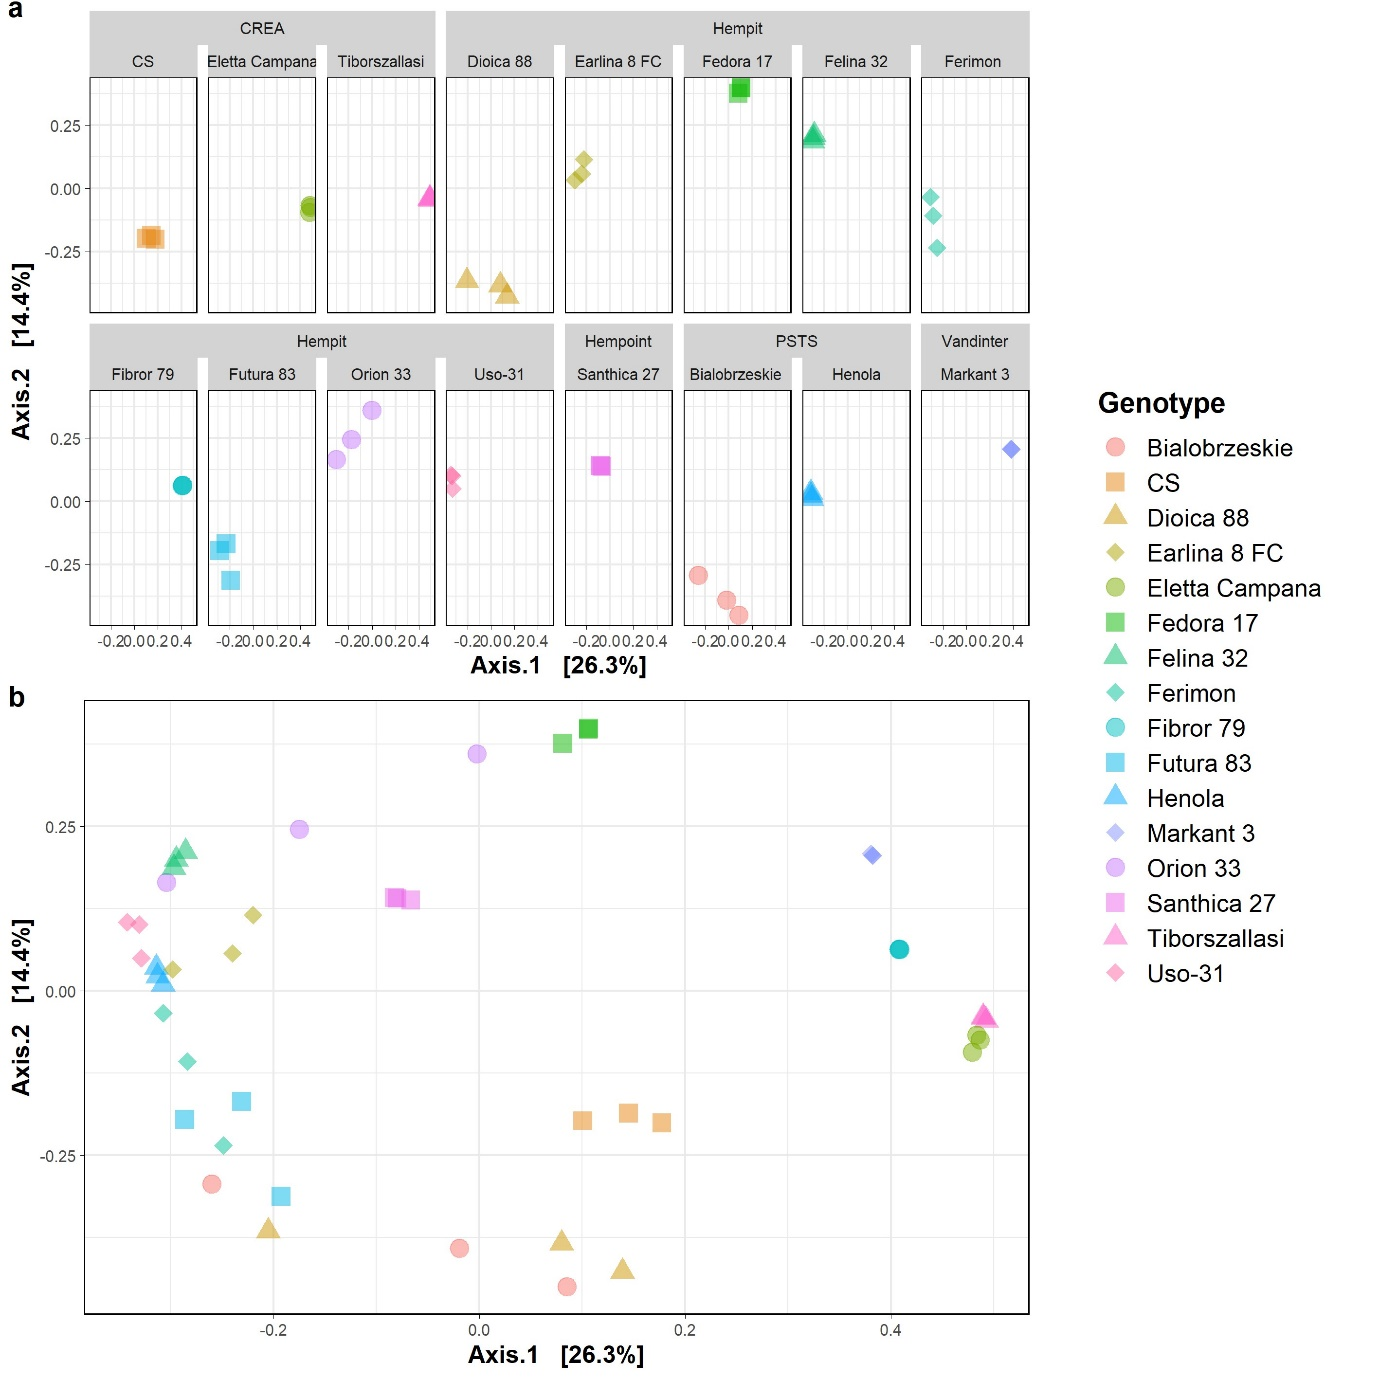 a
CREA Hempit
CS Eletta Campana Tiborszallasi Dioica 88 Earlina 8 FC Fedora 17 Felina 32 Ferimon
0.25
0.00
-0.25
Hempit Hempoint PSTS Vandinter
Fibror 79 Futura 83 Orion 33 Uso-31 Santhica 27 Bialobrzeskie Henola Markant 3
0.25
0.00
-0.25
-0.20.00.20.4 -0.20.00.20.4 -0.20.00.20.4 -0.20.00.20.4 -0.20.00.20.4 -0.20.00.20.4 -0.20.00.20.4 -0.20.00.20.4
Axis.2 [14.4%]
Axis.1 [26.3%]
b
0.25
0.00
-0.25
-0.2 0.0 0.2 0.4
Axis.2 [14.4%]
Axis.1 [26.3%]
Genotype
Bialobrzeskie
CS
Dioica 88
Earlina 8 FC
Eletta Campana
Fedora 17
Felina 32
Ferimon
Fibror 79
Futura 83
Henola
Markant 3
Orion 33
Santhica 27
Tiborszallasi
Uso-31